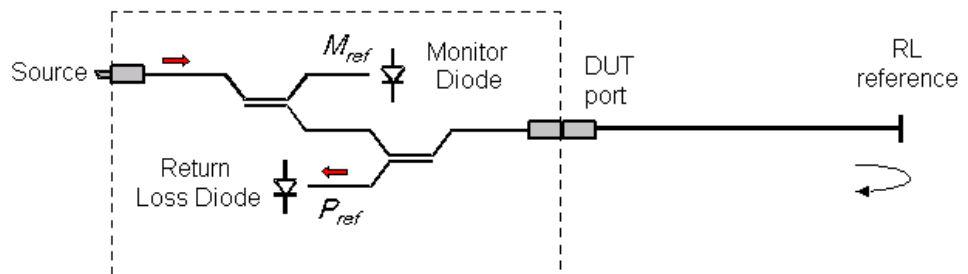 M_ref
Monitor
Diode
Source
DUT
port
RL
reference
Return
Loss Diode
P_ref